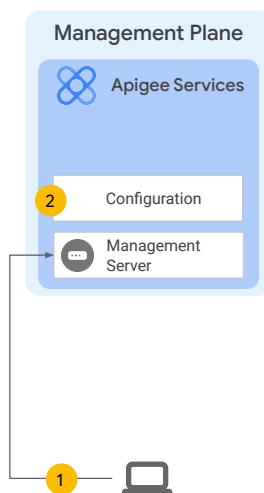 Management Plane
Apigee Services
2
Configuration
Management
Server
1